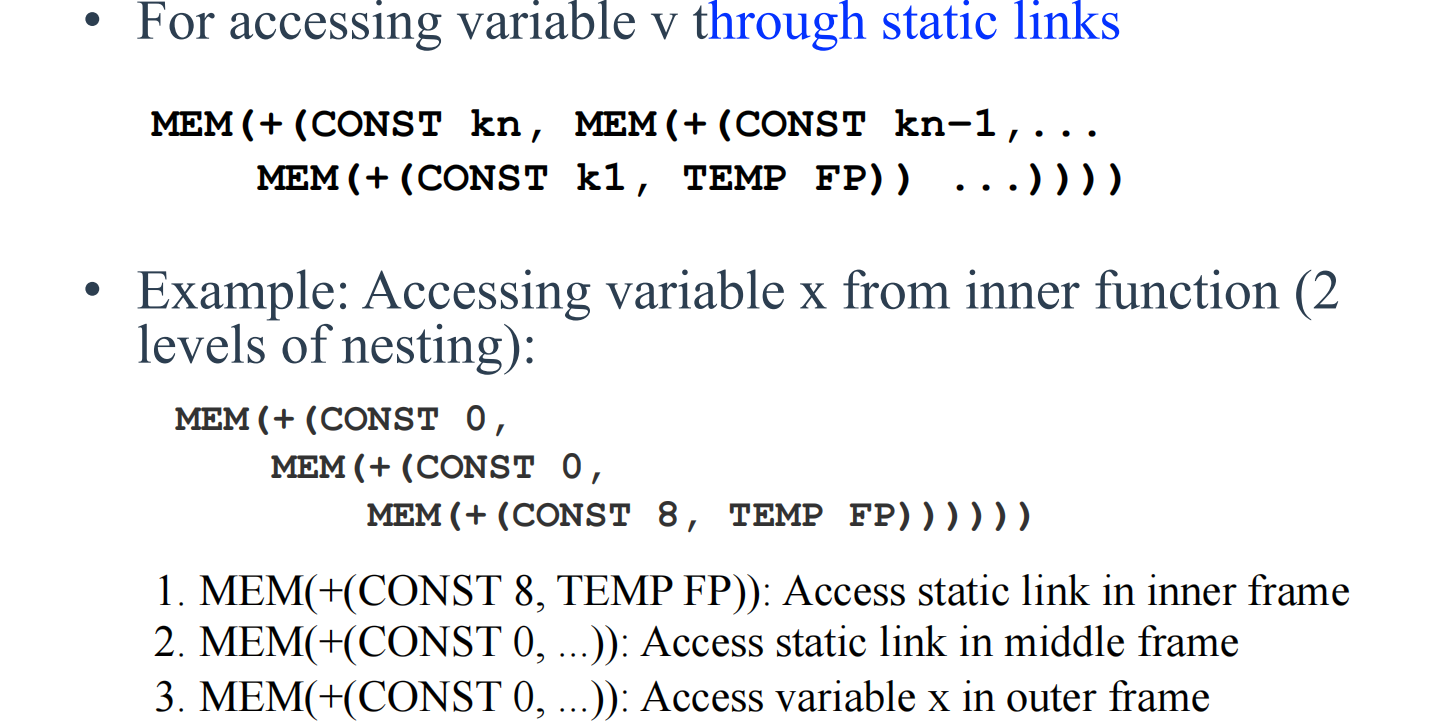 • For accessing variable v through static links
MEM(+(CONST kn, MEM(+(CONST kn-1,...
MEM(+(CONST k1, TEMP FP)) ...))))
• Example: Accessing variable x from inner function (2
levels of nesting):
MEM(+(CONST 0,
MEM(+(CONST 0,
MEM(+(CONST 8, TEMP FP))))))
1. MEM(+(CONST 8, TEMP FP)): Access static link in inner frame
2. MEM(+(CONST 0, ...)): Access static link in middle frame
3. MEM(+(CONST 0, ...)): Access variable x in outer frame